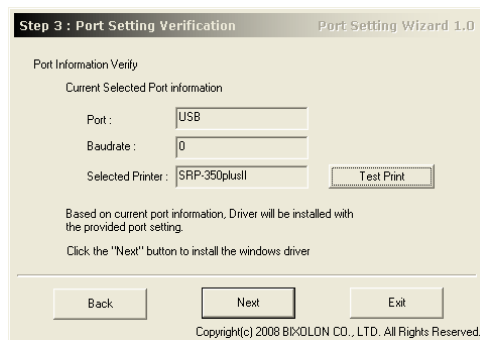 Step 3 : Port Setting Verification Port Setting Wizard 1.0
Port Information Verify
Current Selected Port information
Port : USB
Baudrate : 0
Selected Printer : SRP-350plusII Test Print
Based on current port information, Driver will be installed with
the provided port setting.
Click the "Next" button to install the windows driver
Back Next Exit
Copyright(c) 2008 BIXOLON CO., LTD. All Rights Reserved.